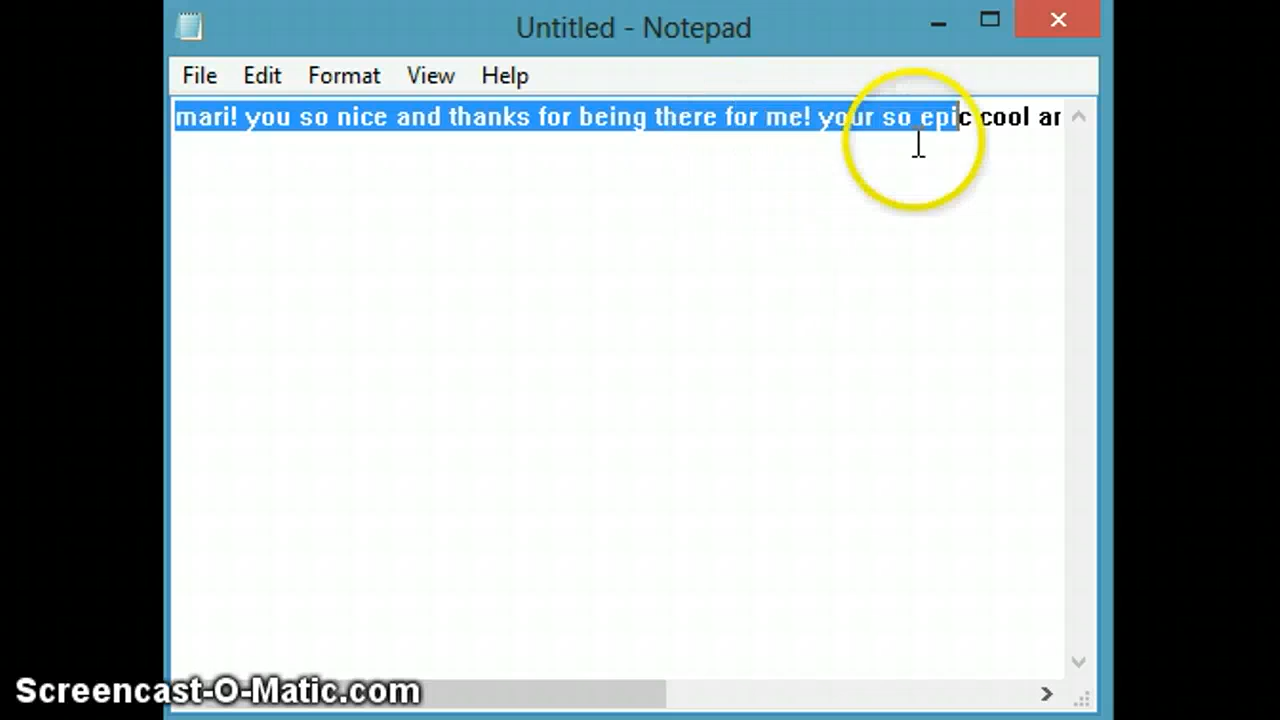 Untitled - Notepad
File Edit Format View Help
mari! you so nice and thanks for being there for me! your so epic cool ar
Screencast-O-Matic.com